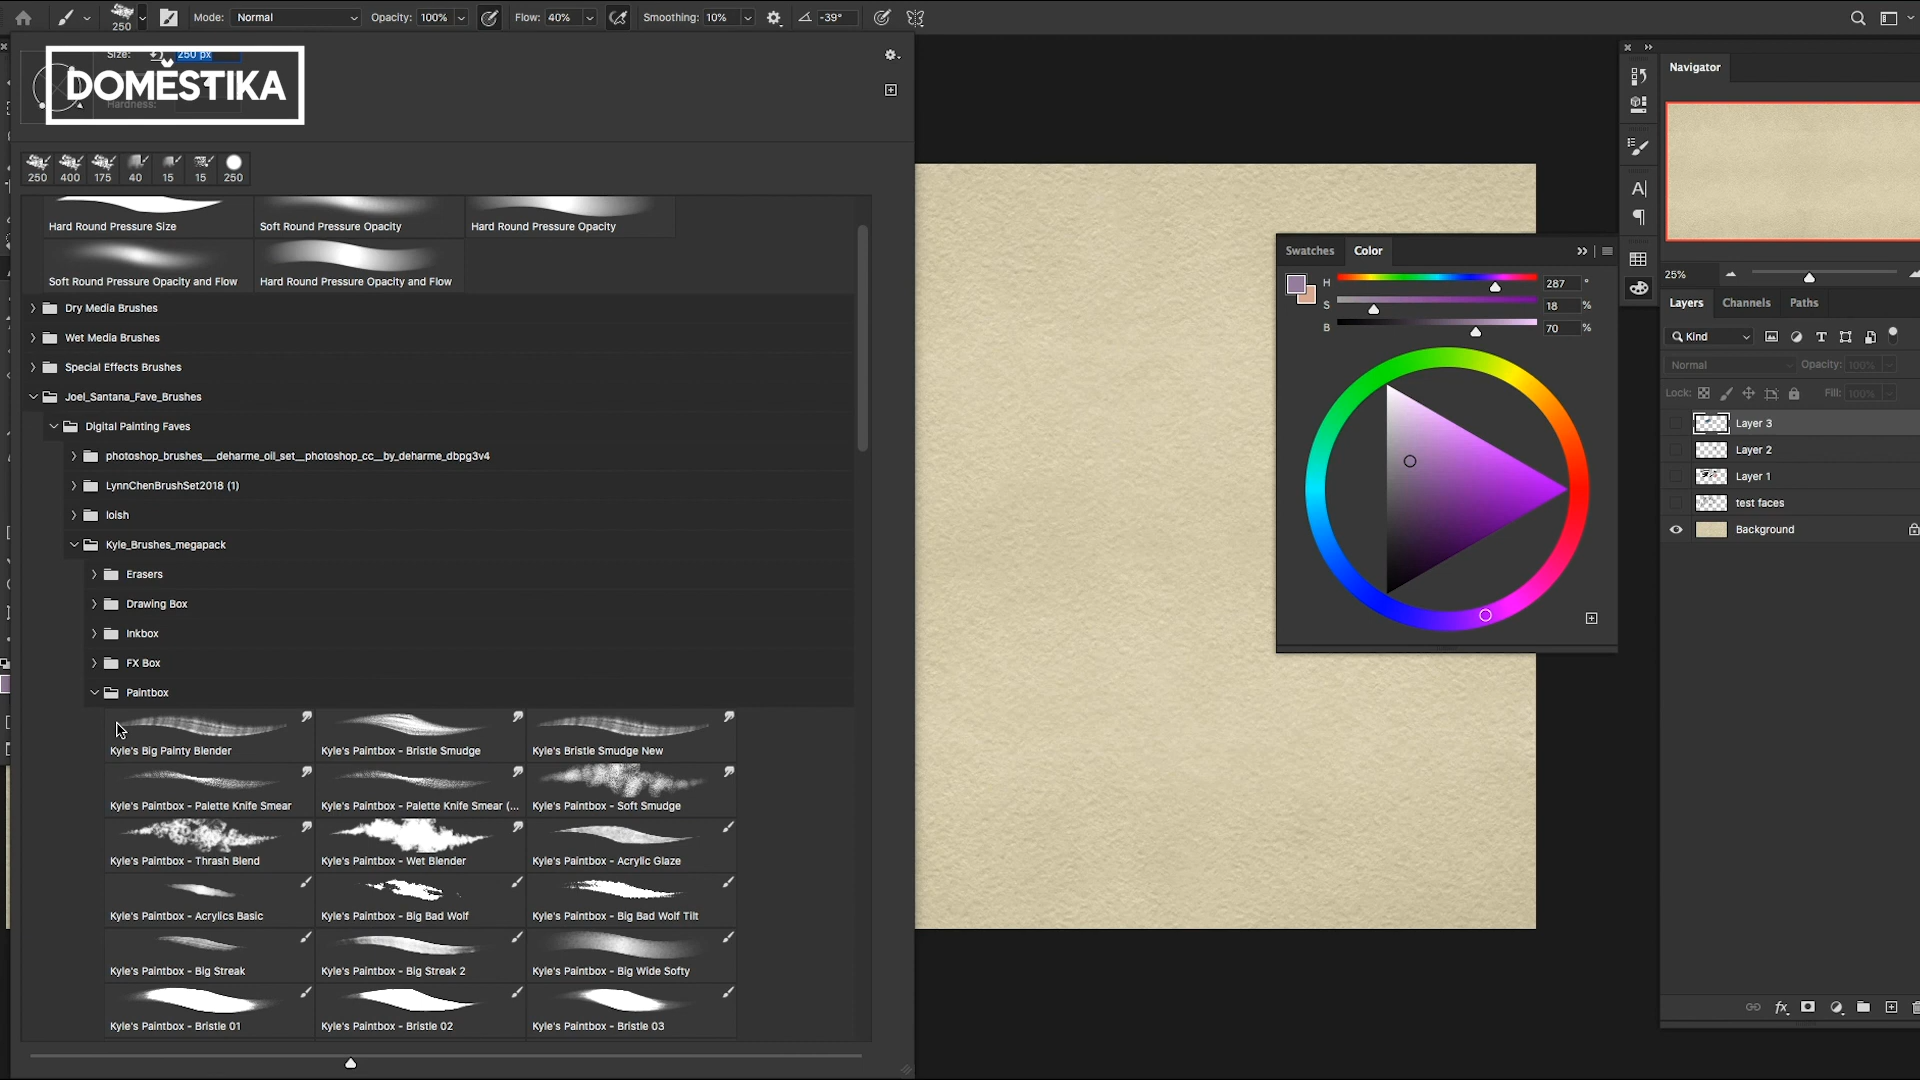 250
Mode: Normal
Opacity: 100%
Flow: 40%
Smoothing: 10%
-39°
Size: 250 px
DOMESTIKA
Hardness:
250 400 175 40 15 15 250
Hard Round Pressure Size
Soft Round Pressure Opacity
Hard Round Pressure Opacity
Soft Round Pressure Opacity and Flow
Hard Round Pressure Opacity and Flow
Dry Media Brushes
Wet Media Brushes
Special Effects Brushes
Joel_Santana_Fave_Brushes
Digital Painting Faves
photoshop_brushes___deharme_oil_set__photoshop_cc__by_deharme_dbpg3v4
LynnChenBrushSet2018 (1)
loish
Kyle_Brushes_megapack
Erasers
Drawing Box
Inkbox
FX Box
Paintbox
Kyle's Big Painty Blender
Kyle's Paintbox - Bristle Smudge
Kyle's Bristle Smudge New
Kyle's Paintbox - Palette Knife Smear
Kyle's Paintbox - Palette Knife Smear (...
Kyle's Paintbox - Soft Smudge
Kyle's Paintbox - Thrash Blend
Kyle's Paintbox - Wet Blender
Kyle's Paintbox - Acrylic Glaze
Kyle's Paintbox - Acrylics Basic
Kyle's Paintbox - Big Bad Wolf
Kyle's Paintbox - Big Bad Wolf Tilt
Kyle's Paintbox - Big Streak
Kyle's Paintbox - Big Streak 2
Kyle's Paintbox - Big Wide Softy
Kyle's Paintbox - Bristle 01
Kyle's Paintbox - Bristle 02
Kyle's Paintbox - Bristle 03
Swatches
Color
H 287 °
S 18 %
B 70 %
Navigator
25%
Layers
Channels
Paths
Kind
Normal
Opacity: 100%
Lock:
Fill: 100%
Layer 3
Layer 2
Layer 1
test faces
Background